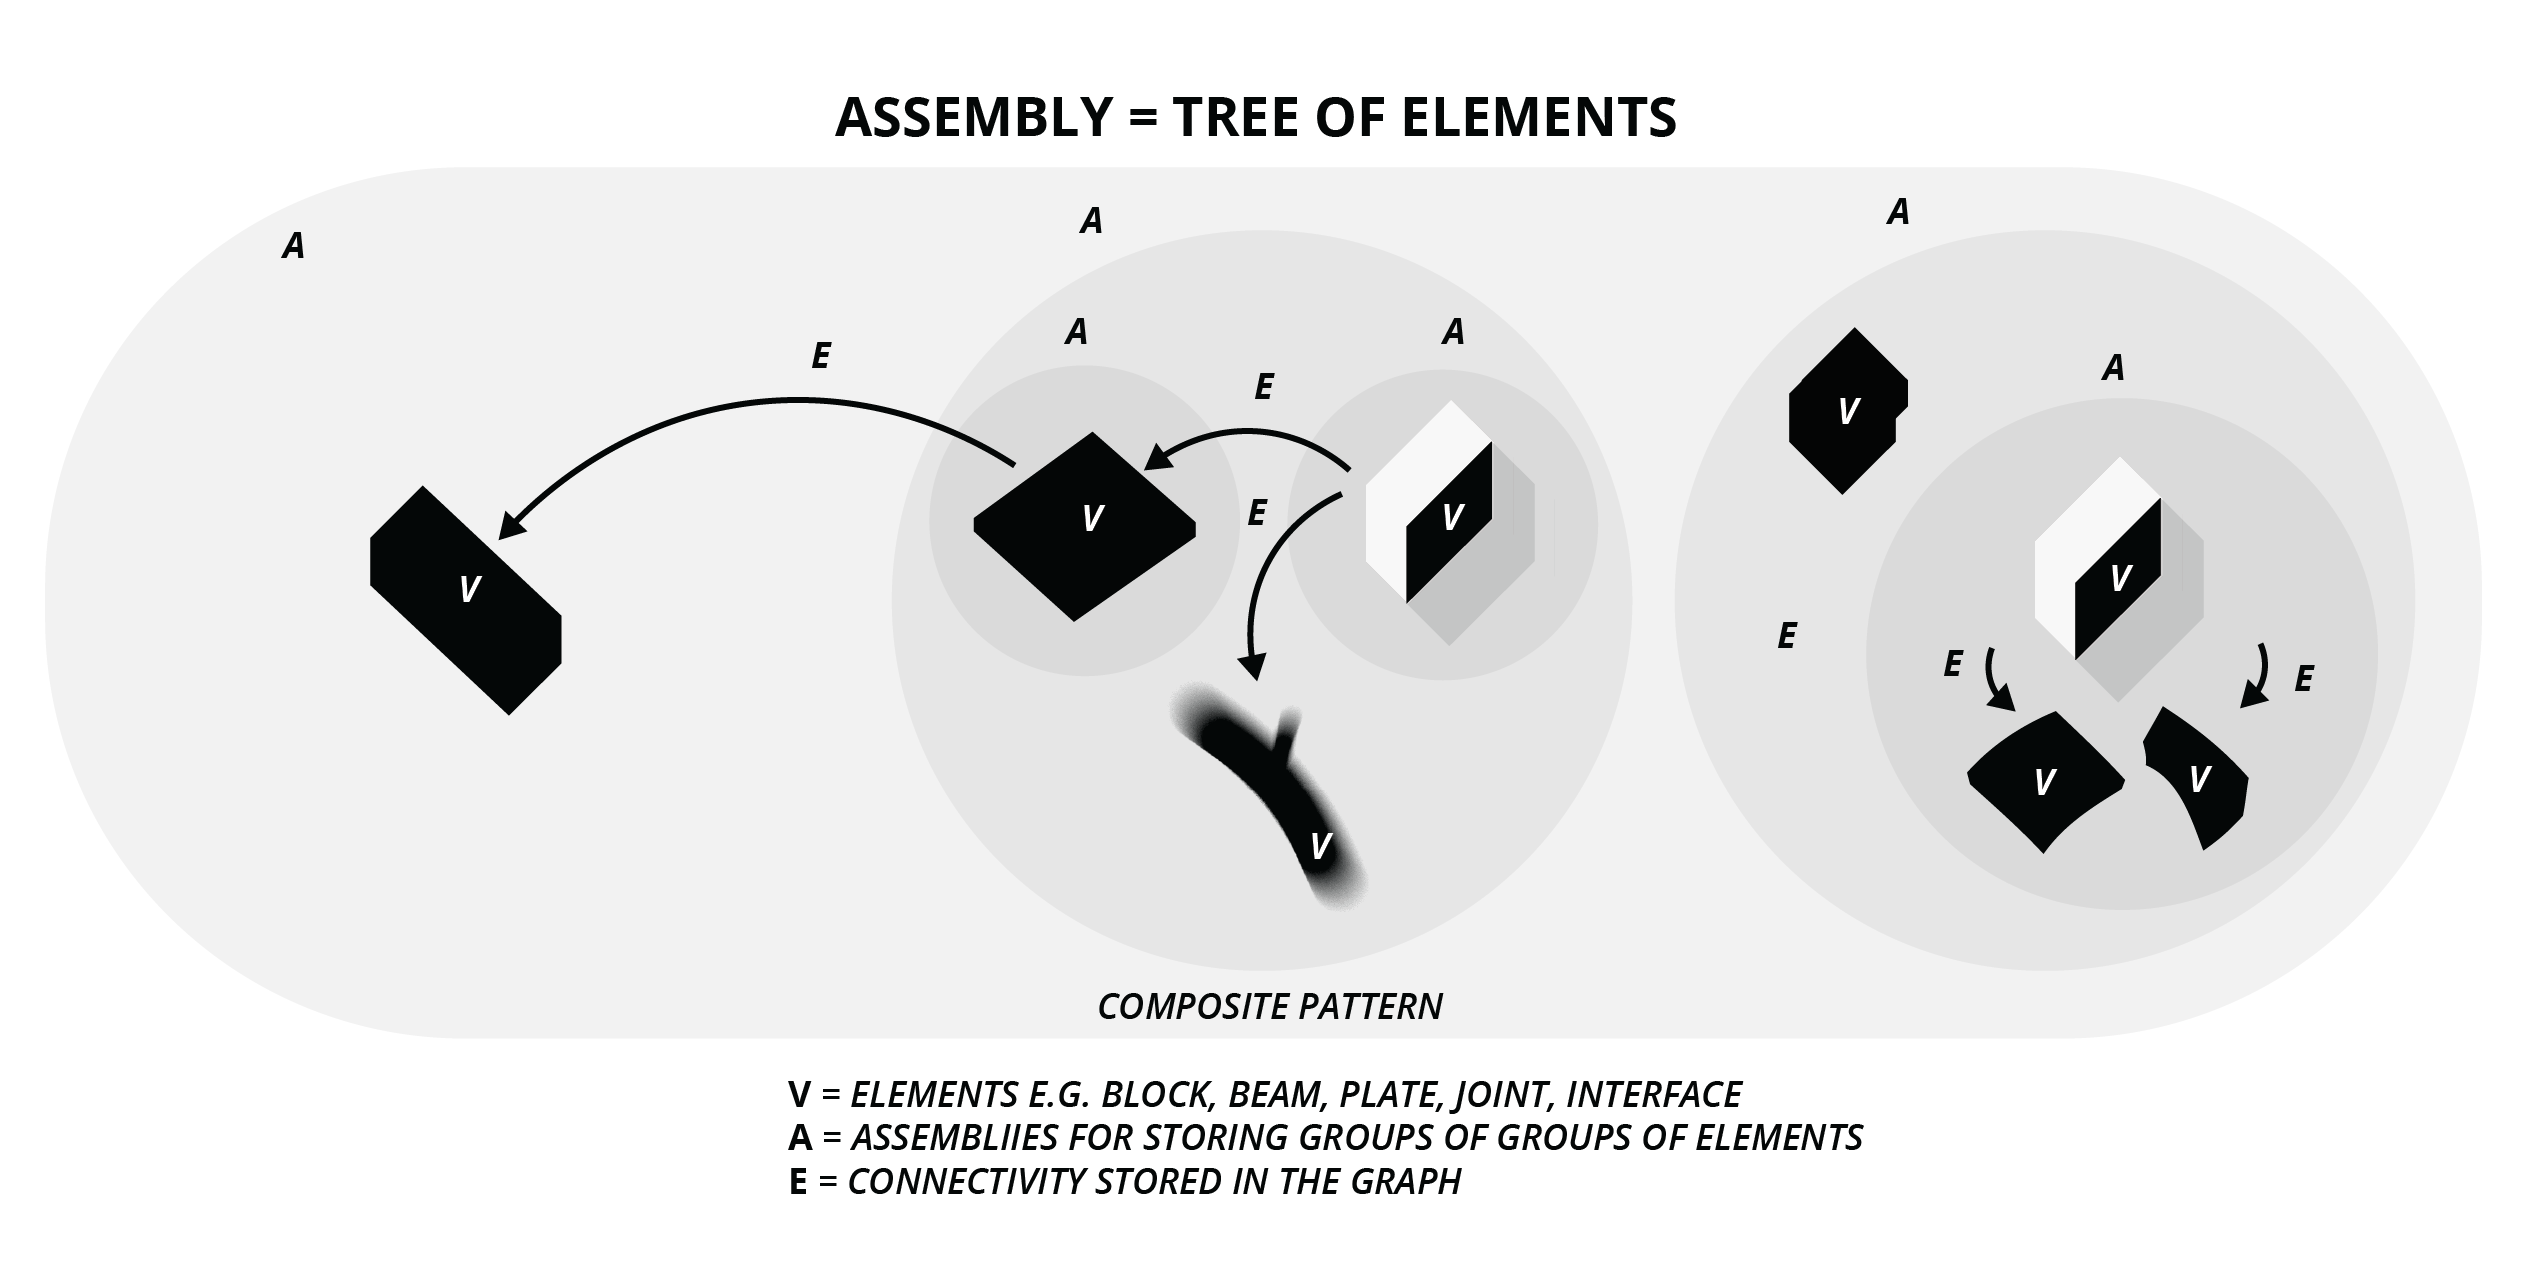 ASSEMBLY = TREE OF ELEMENTS
A
A
A
A
A
A
E
E
E
E
E
E
V
V
V
V
V
V
V
V
COMPOSITE PATTERN
V = ELEMENTS E.G. BLOCK, BEAM, PLATE, JOINT, INTERFACE
A = ASSEMBLIIES FOR STORING GROUPS OF GROUPS OF ELEMENTS
E = CONNECTIVITY STORED IN THE GRAPH